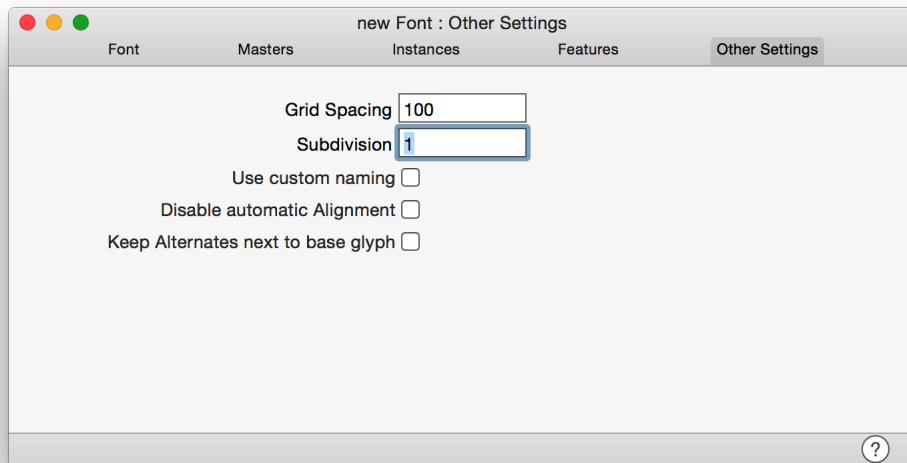 new Font : Other Settings
Font Masters Instances Features Other Settings
Grid Spacing 100
Subdivision 1
Use custom naming
Disable automatic Alignment
Keep Alternates next to base glyph
?